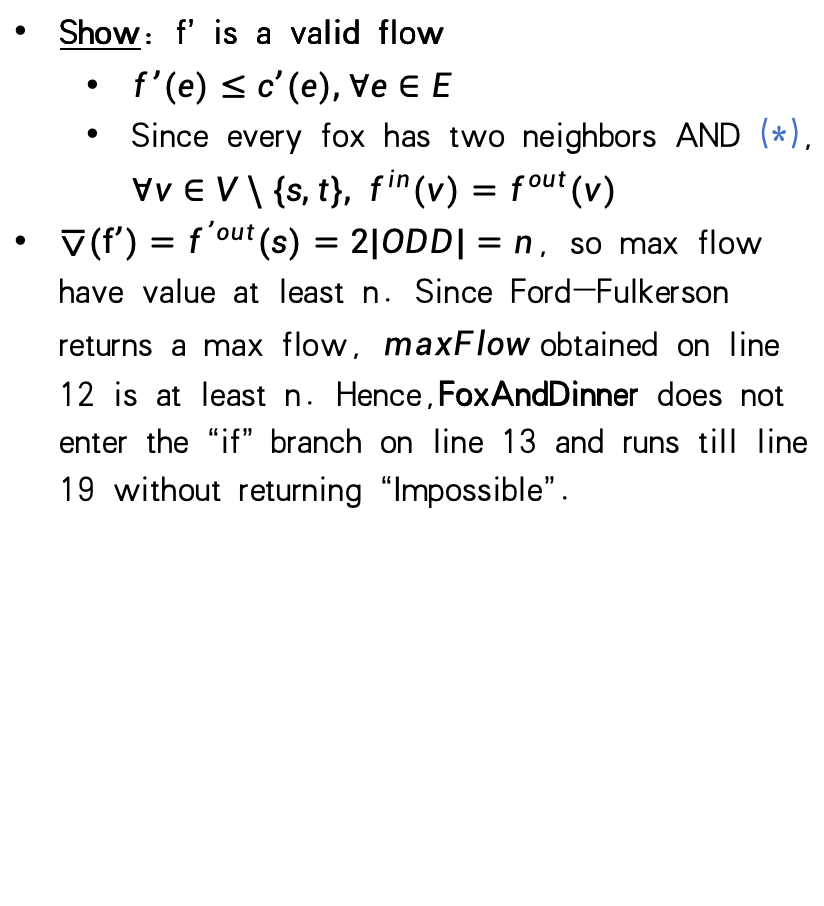 • Show: f' is a valid flow
• f'(e) ≤ c'(e), ∀e ∈ E
• Since every fox has two neighbors AND (*),
∀v ∈ V \ {s, t}, f^in(v) = f^out(v)
• ⊽(f') = f'^out(s) = 2|ODD| = n, so max flow
have value at least n. Since Ford–Fulkerson
returns a max flow, maxFlow obtained on line
12 is at least n. Hence,FoxAndDinner does not
enter the “if” branch on line 13 and runs till line
19 without returning “Impossible”.